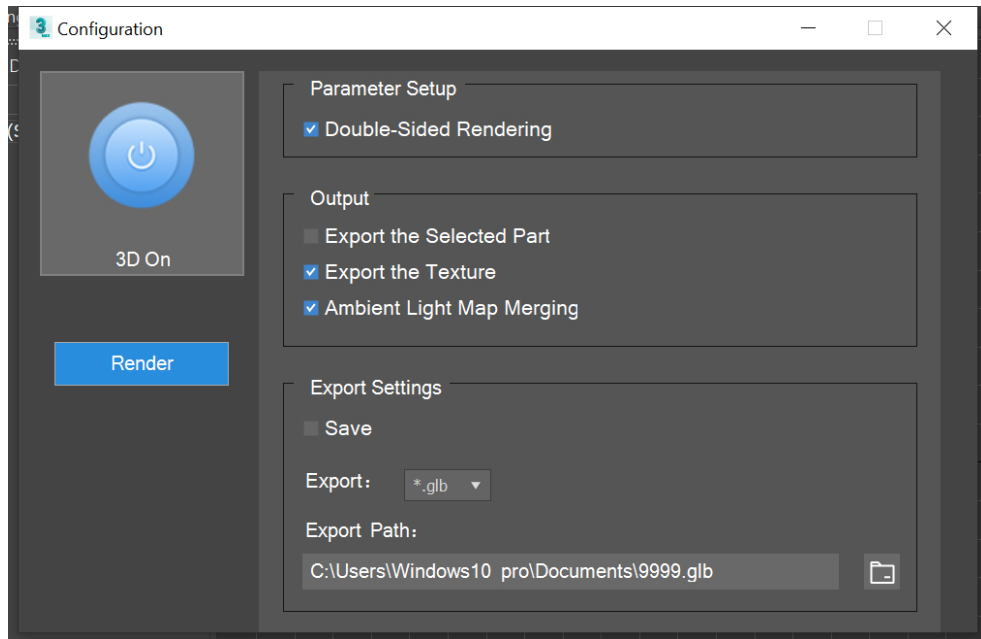 3
Configuration
Parameter Setup
Double-Sided Rendering
3D On
Output
Export the Selected Part
Export the Texture
Ambient Light Map Merging
Render
Export Settings
Save
Export：
*.glb
Export Path：
C:\Users\Windows10 pro\Documents\9999.glb